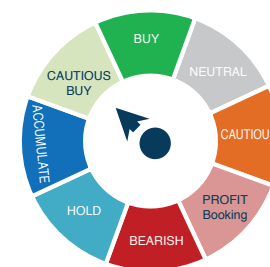 BUY
NEUTRAL
CAUTIOUS
BUY
CAUTIOU
ACCUMULATE
PROFIT
Booking
HOLD
BEARISH